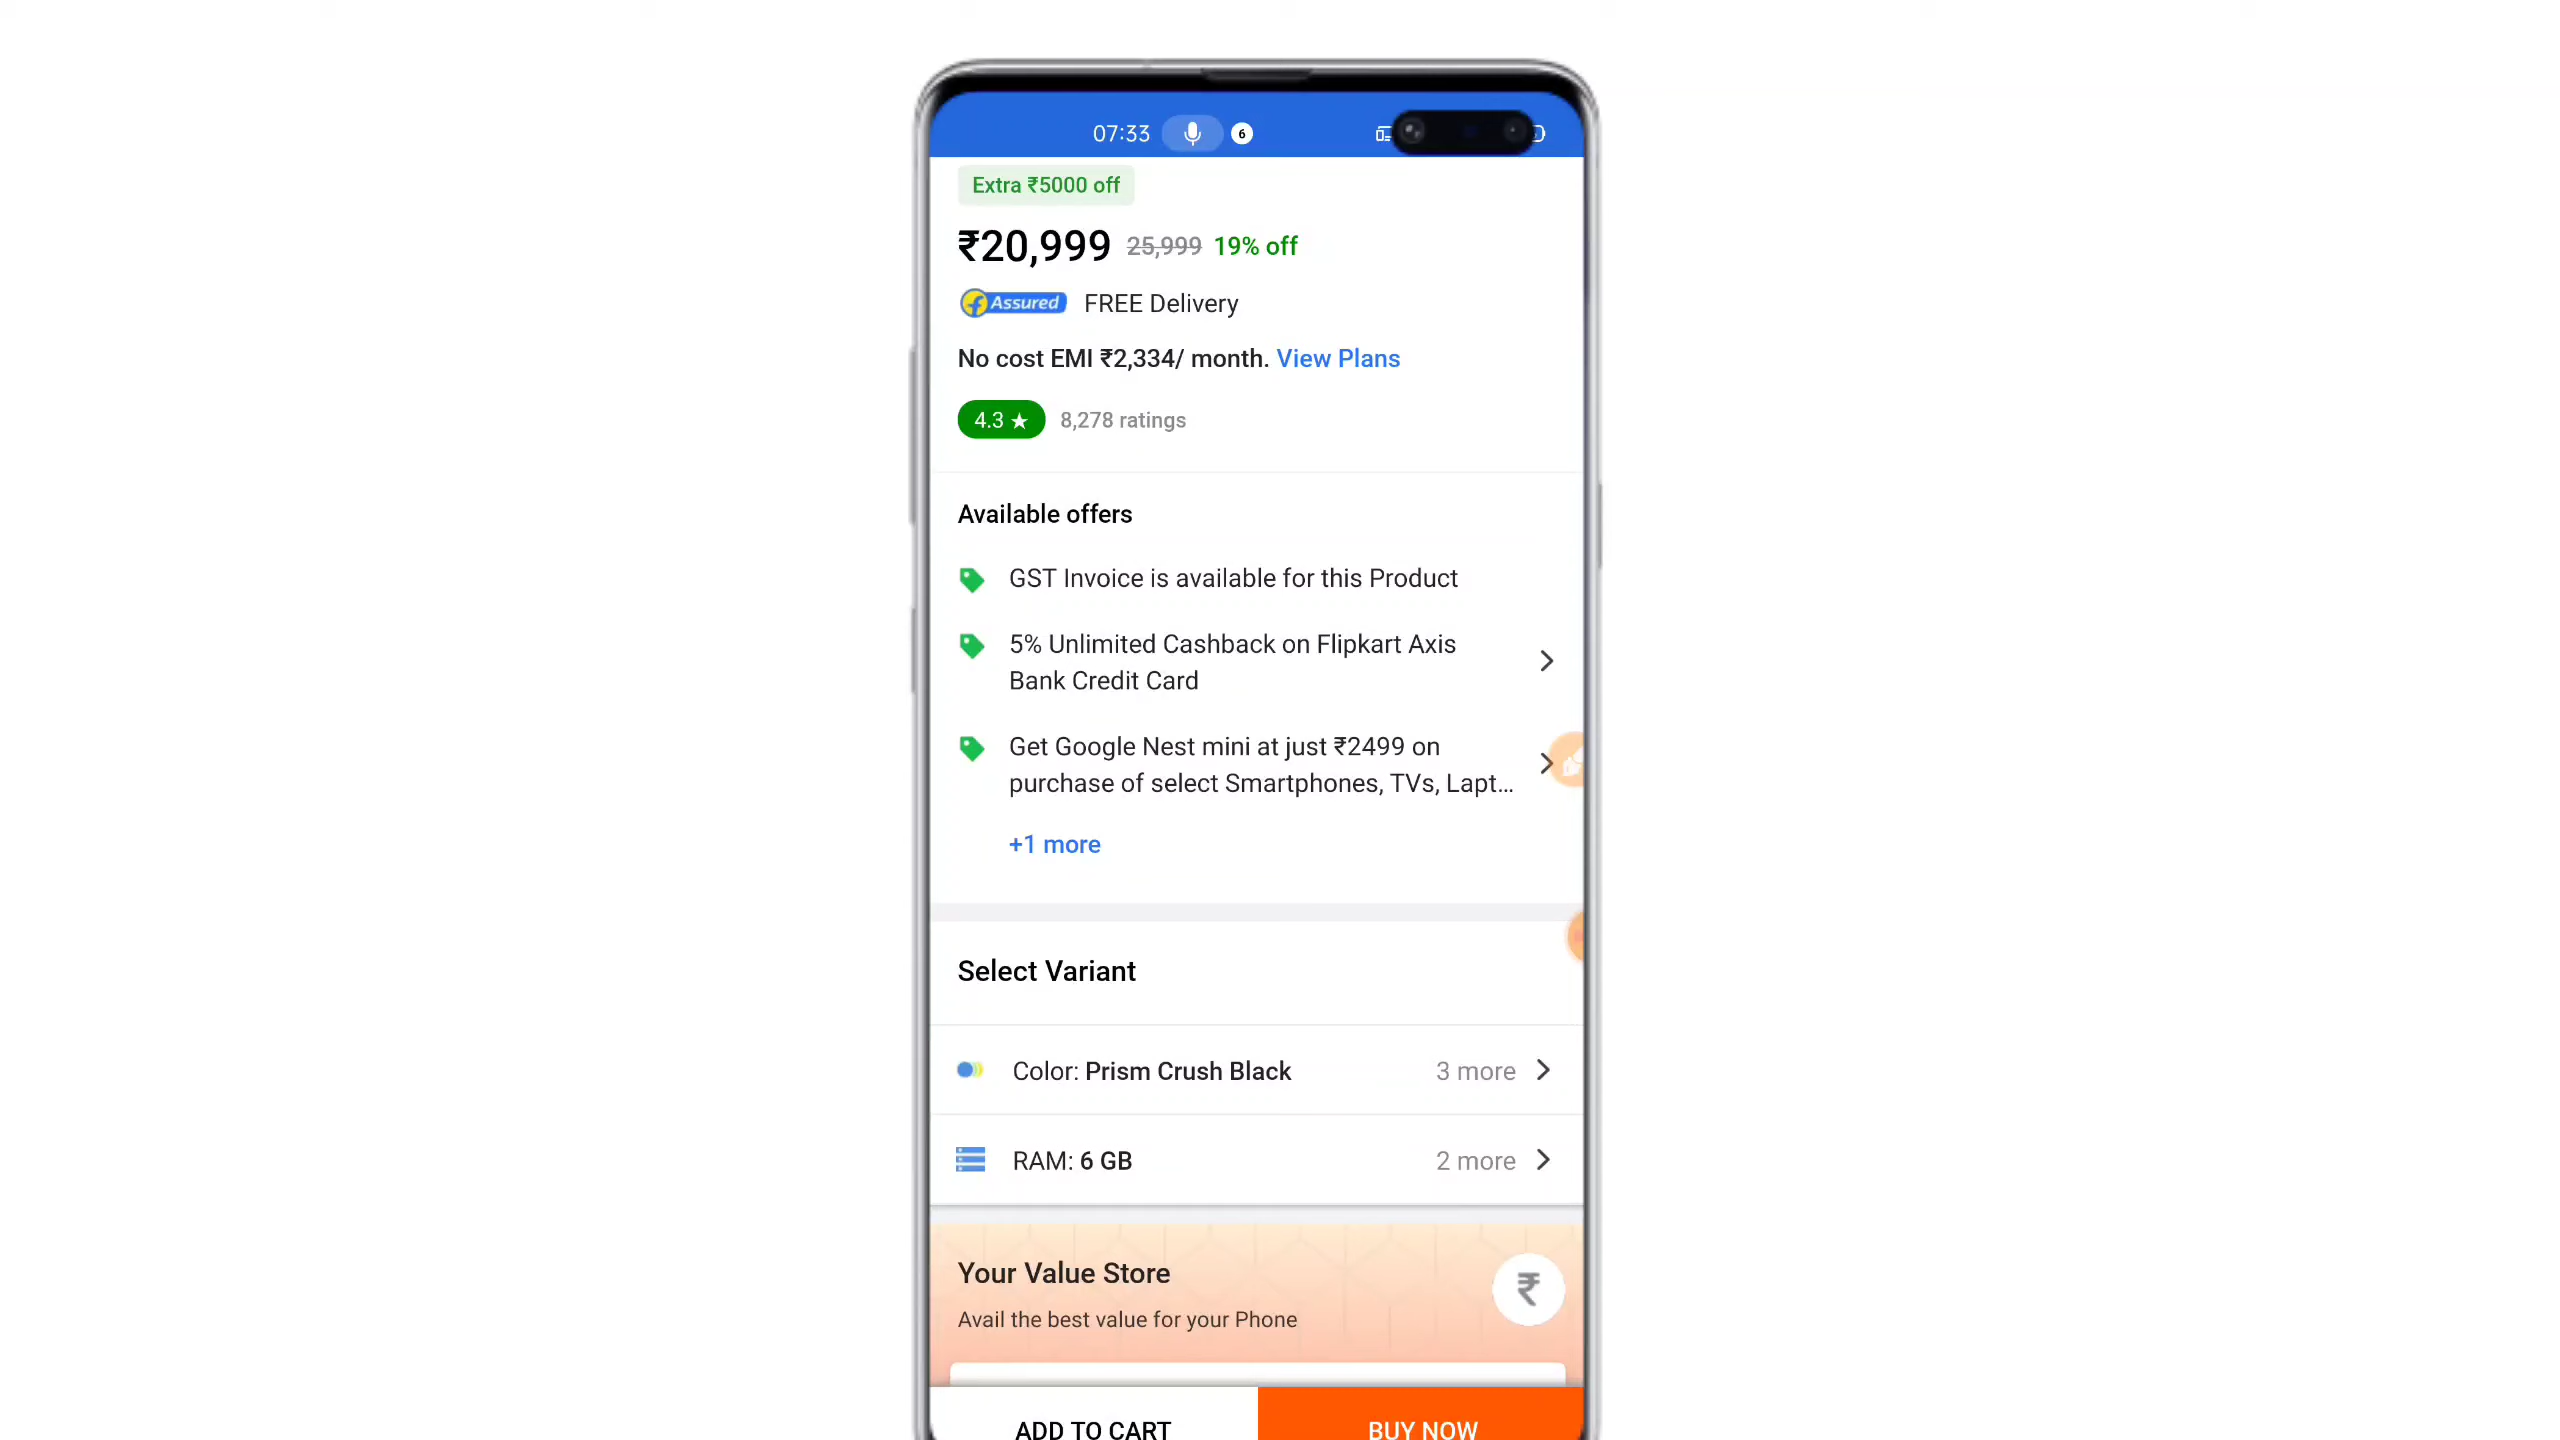 07:33 6
Extra ₹5000 off
₹20,999 25,999 19% off
f Assured FREE Delivery
No cost EMI ₹2,334/ month. View Plans
4.3 ★ 8,278 ratings
Available offers
GST Invoice is available for this Product
5% Unlimited Cashback on Flipkart Axis
Bank Credit Card
Get Google Nest mini at just ₹2499 on
purchase of select Smartphones, TVs, Lapt...
+1 more
Select Variant
Color: Prism Crush Black 3 more
RAM: 6 GB 2 more
Your Value Store
₹
Avail the best value for your Phone
ADD TO CART BUY NOW